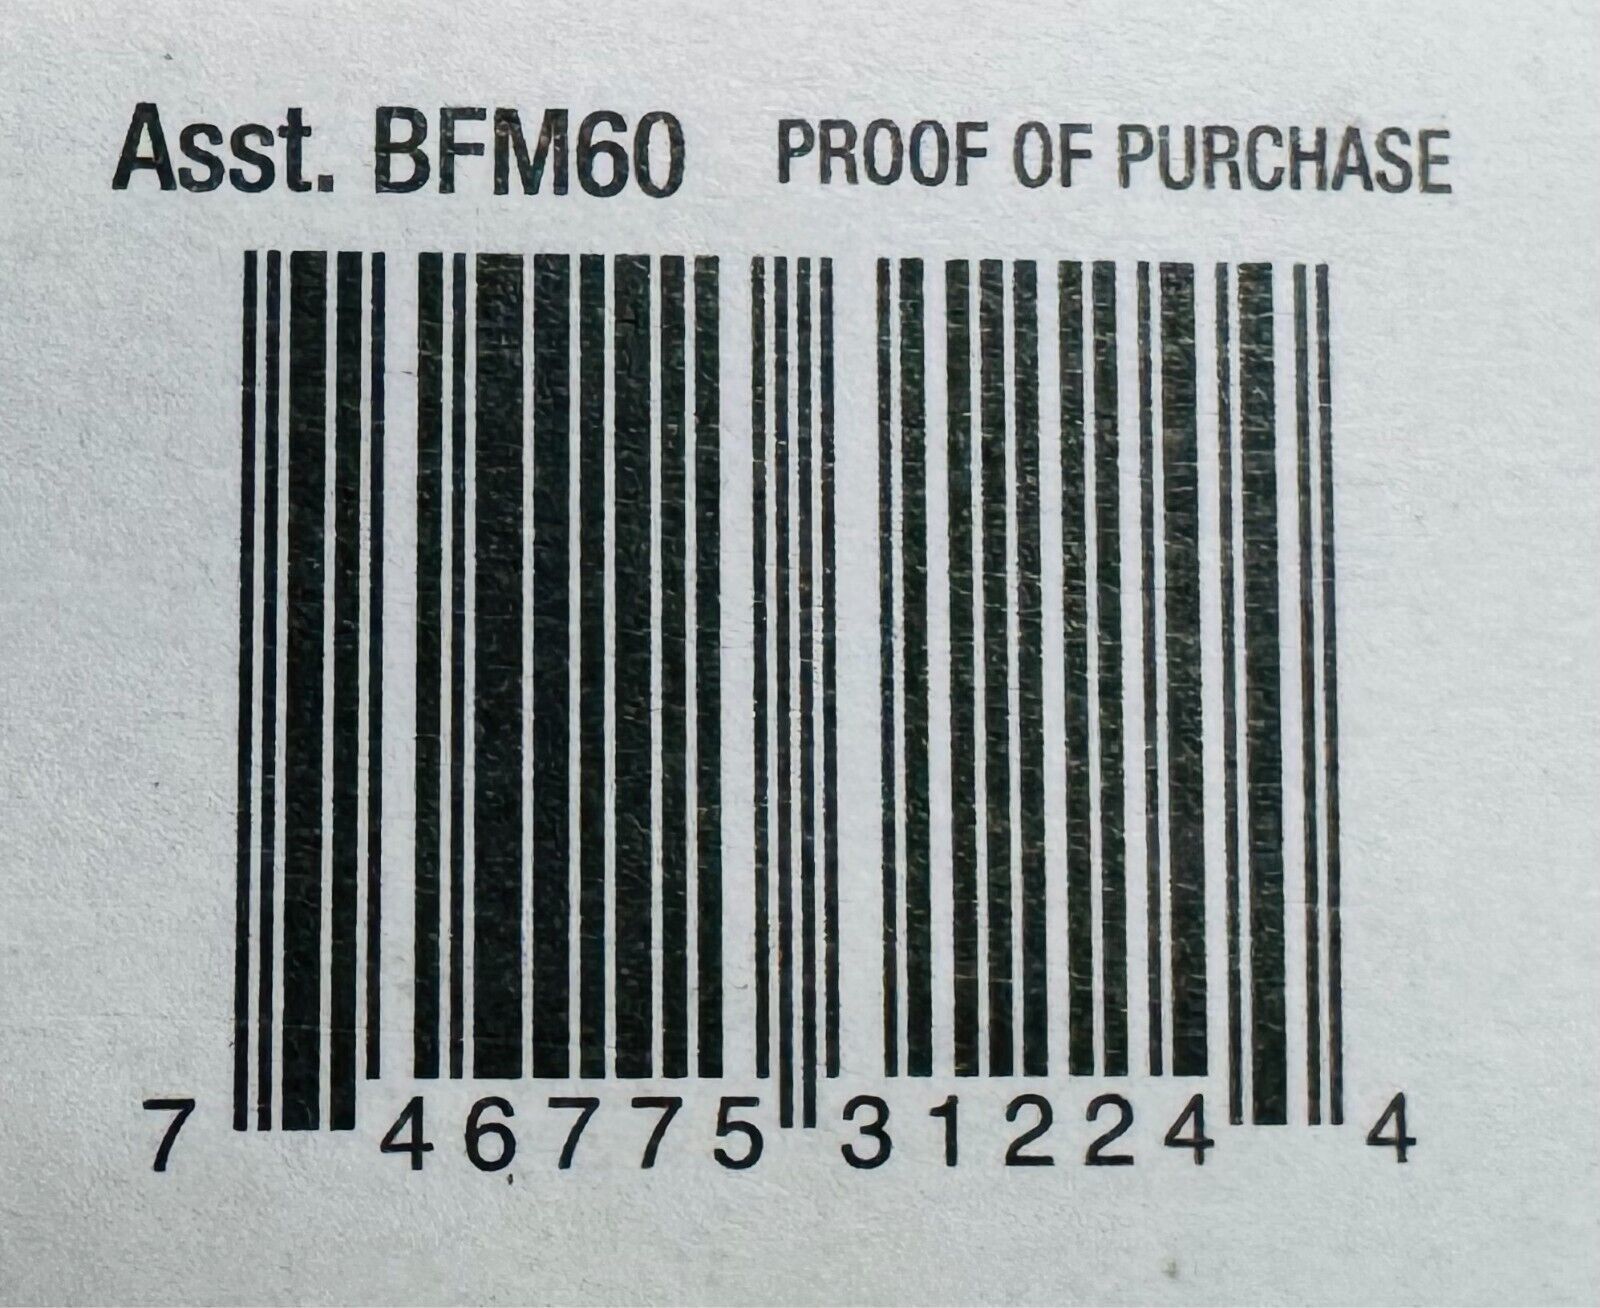 Asst. BFM60 PROOF OF PURCHASE
7 46775 31224 4